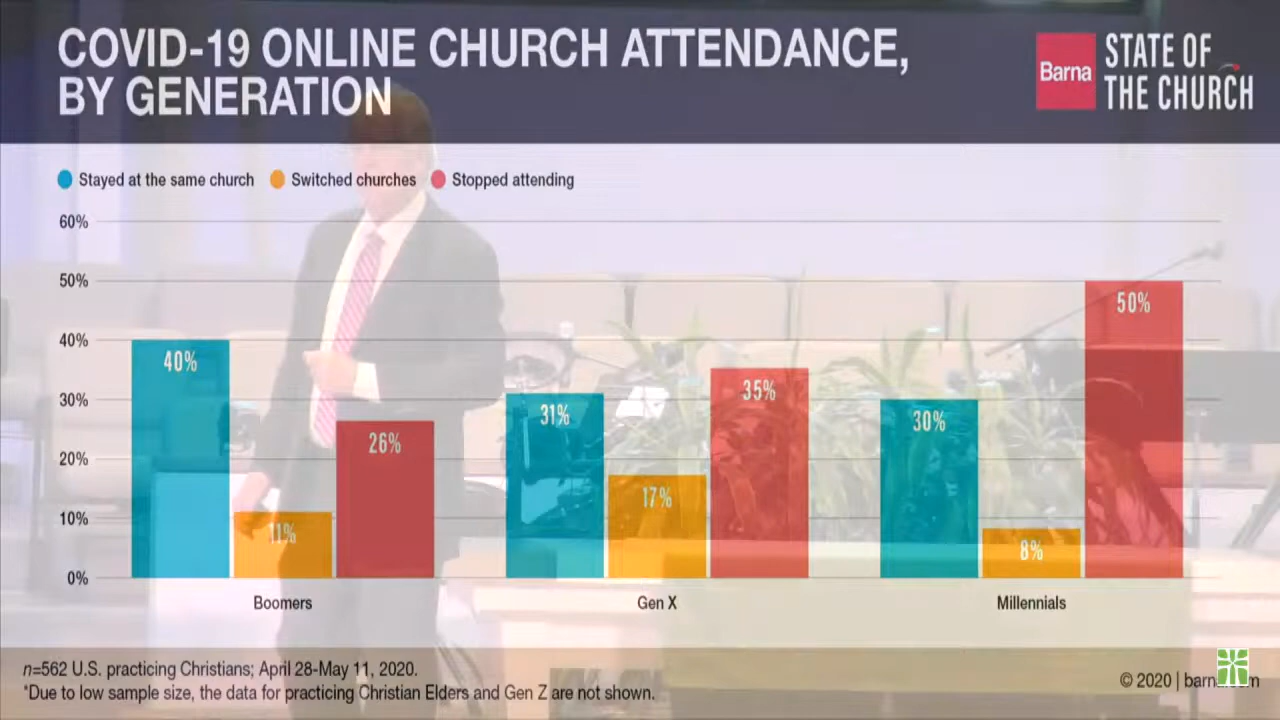 COVID-19 ONLINE CHURCH ATTENDANCE,
BY GENERATION
Barna
STATE OF
THE CHURCH
Stayed at the same church
Switched churches
Stopped attending
60%
50%
40%
30%
20%
10%
0%
40%
11%
26%
31%
17%
35%
30%
8%
50%
Boomers
Gen X
Millennials
n=562 U.S. practicing Christians; April 28-May 11, 2020.
*Due to low sample size, the data for practicing Christian Elders and Gen Z are not shown.
© 2020 |